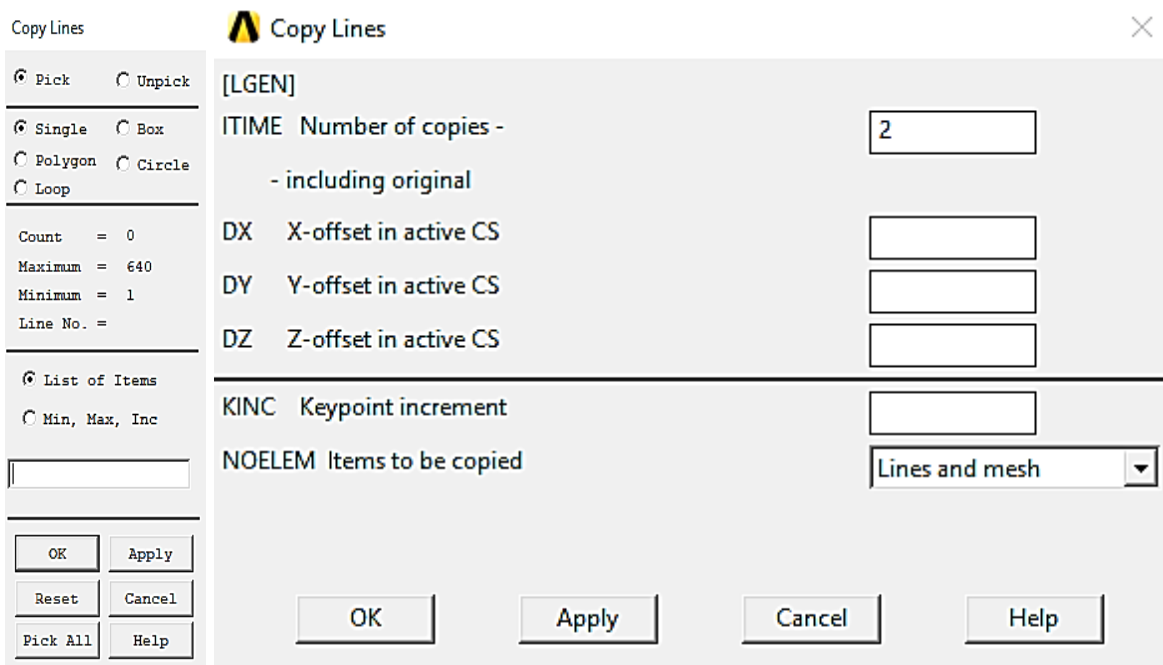 Copy Lines
Pick Unpick
Single Box
Polygon Circle
Loop
Count = 0
Maximum = 640
Minimum = 1
Line No. =
List of Items
Min, Max, Inc
OK Apply
Reset Cancel
Pick All Help
Copy Lines
[LGEN]
ITIME Number of copies - 2
- including original
DX X-offset in active CS
DY Y-offset in active CS
DZ Z-offset in active CS
KINC Keypoint increment
NOELEM Items to be copied Lines and mesh
OK Apply Cancel Help